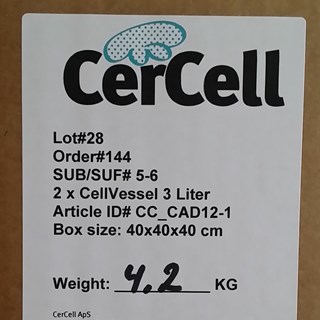 CerCell
Lot#28
Order#144
SUB/SUF# 5-6
2 x CellVessel 3 Liter
Article ID# CC_CAD12-1
Box size: 40x40x40 cm
Weight: 4,2 KG
CerCell ApS